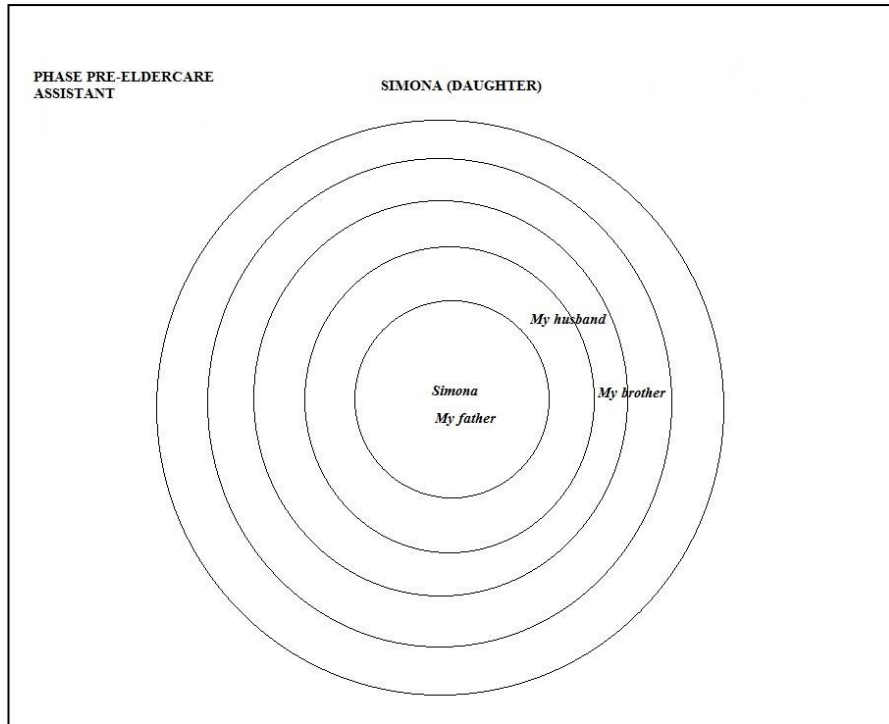 PHASE PRE-ELDERCARE
ASSISTANT
SIMONA (DAUGHTER)
My husband
Simona
My brother
My father